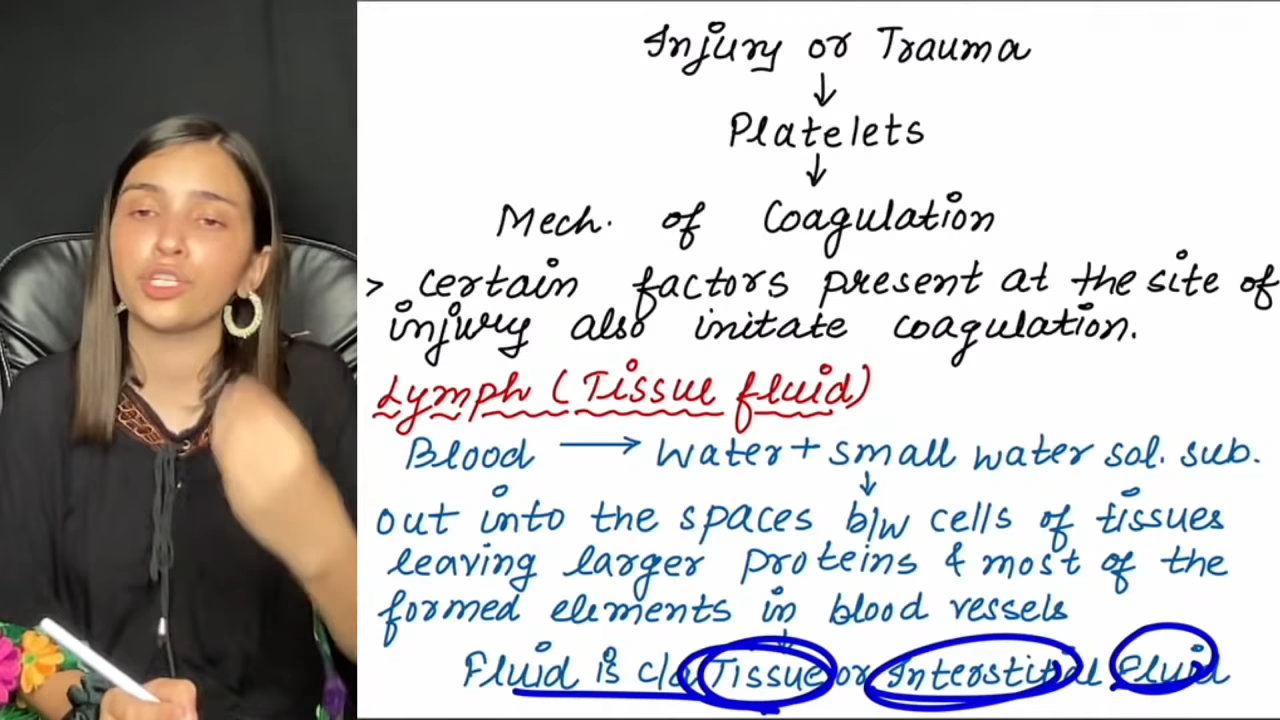 Injury or Trauma
↓
Platelets
↓
Mech. of Coagulation
> certain factors present at the site of
injury also initate coagulation.
Lymph (Tissue fluid)
Blood → Water + small water sol. sub.
↓
out into the spaces b/w cells of tissues
leaving larger proteins & most of the
formed elements in blood vessels
↓
Fluid is c/a Tissue or Interstitial Fluid